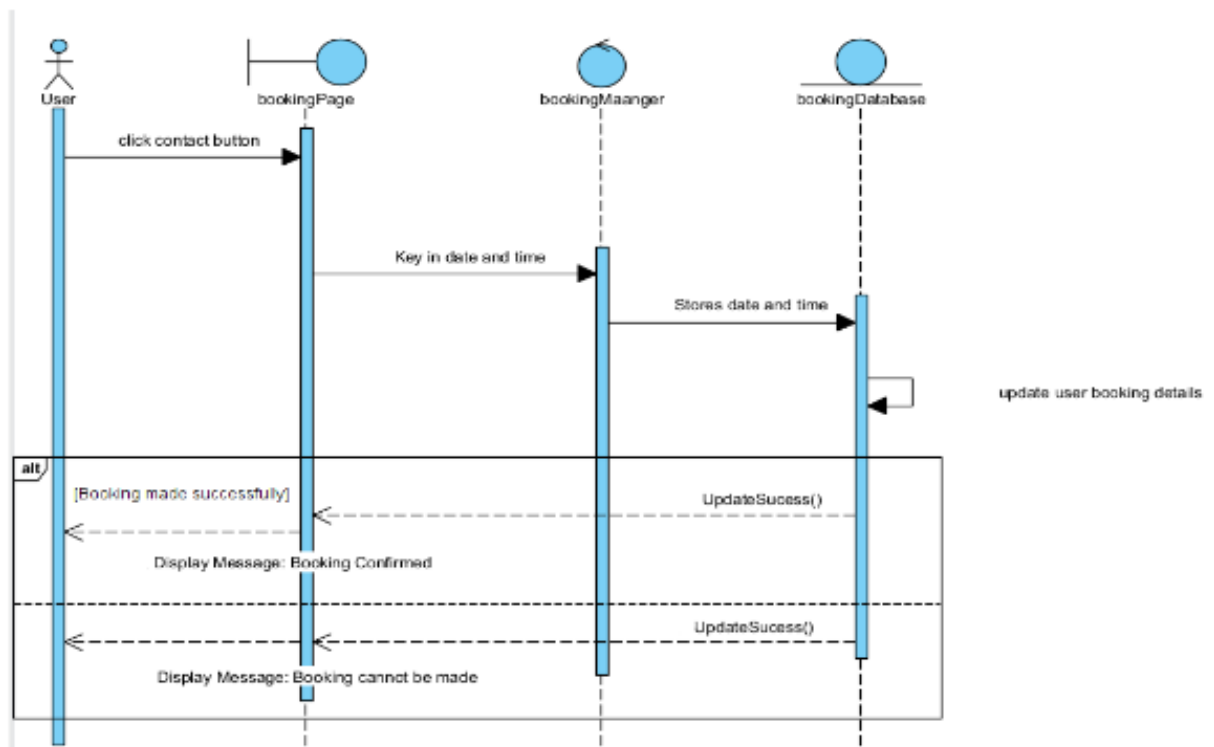 User
bookingPage
bookingMaanger
bookingDatabase
click contact button
Key in date and time
Stores date and time
update user booking details
alt
[Booking made successfully]
UpdateSucess()
Display Message: Booking Confirmed
UpdateSucess()
Display Message: Booking cannot be made